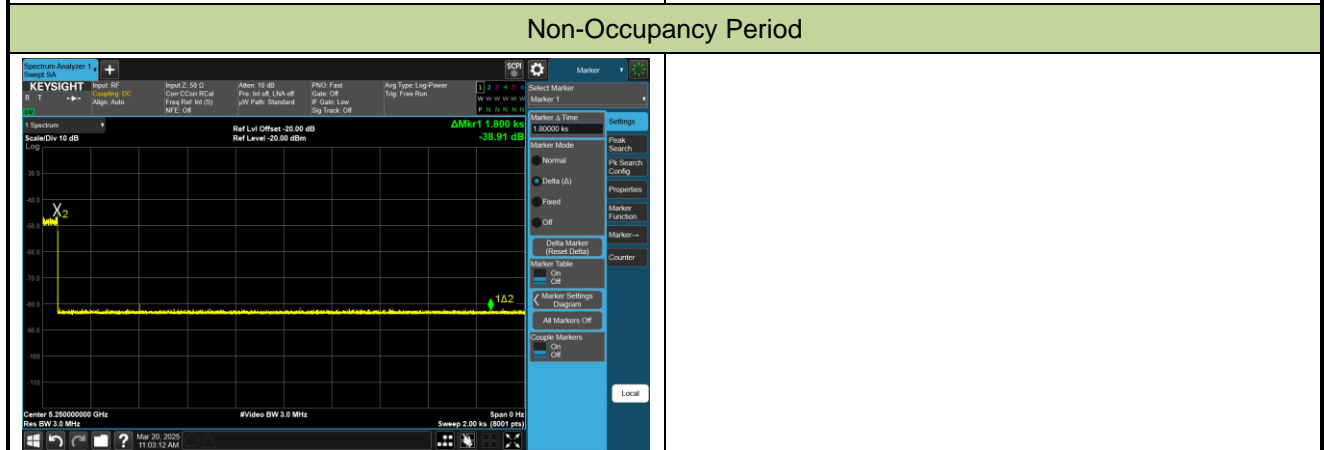 Non-Occupancy Period
Spectrum Analyzer 1
Swept SA
+
SCPI
Marker
KEYSIGHT
R T
Input: RF
Coupling: DC
Align: Auto
Input Z: 50 Ω
Corr CCorr RCal
Freq Ref: Int (S)
NFE: Off
Atten: 10 dB
Pre: Int off, LNA off
µW Path: Standard
PNO: Fast
Gate: Off
IF Gain: Low
Sig Track: Off
Avg Type: Log-Power
Trig: Free Run
1 2 3 4 5 6
W W W W W W
P N N N N N
Select Marker
Marker 1
1 Spectrum
Scale/Div 10 dB
Log
Ref Lvl Offset -20.00 dB
Ref Level -20.00 dBm
ΔMkr1 1.800 ks
-38.91 dB
-30.0
-40.0
-50.0
-60.0
-70.0
-80.0
-90.0
-100
-110
X2
1Δ2
Center 5.250000000 GHz
Res BW 3.0 MHz
#Video BW 3.0 MHz
Span 0 Hz
Sweep 2.00 ks (8001 pts)
Marker Δ Time
1.80000 ks
Marker Mode
Normal
Delta (Δ)
Fixed
Off
Delta Marker
(Reset Delta)
Marker Table
On
Off
Marker Settings
Diagram
All Markers Off
Couple Markers
On
Off
Settings
Peak
Search
Pk Search
Config
Properties
Marker
Function
Marker→
Counter
Local
?
Mar 20, 2025
11:03:12 AM